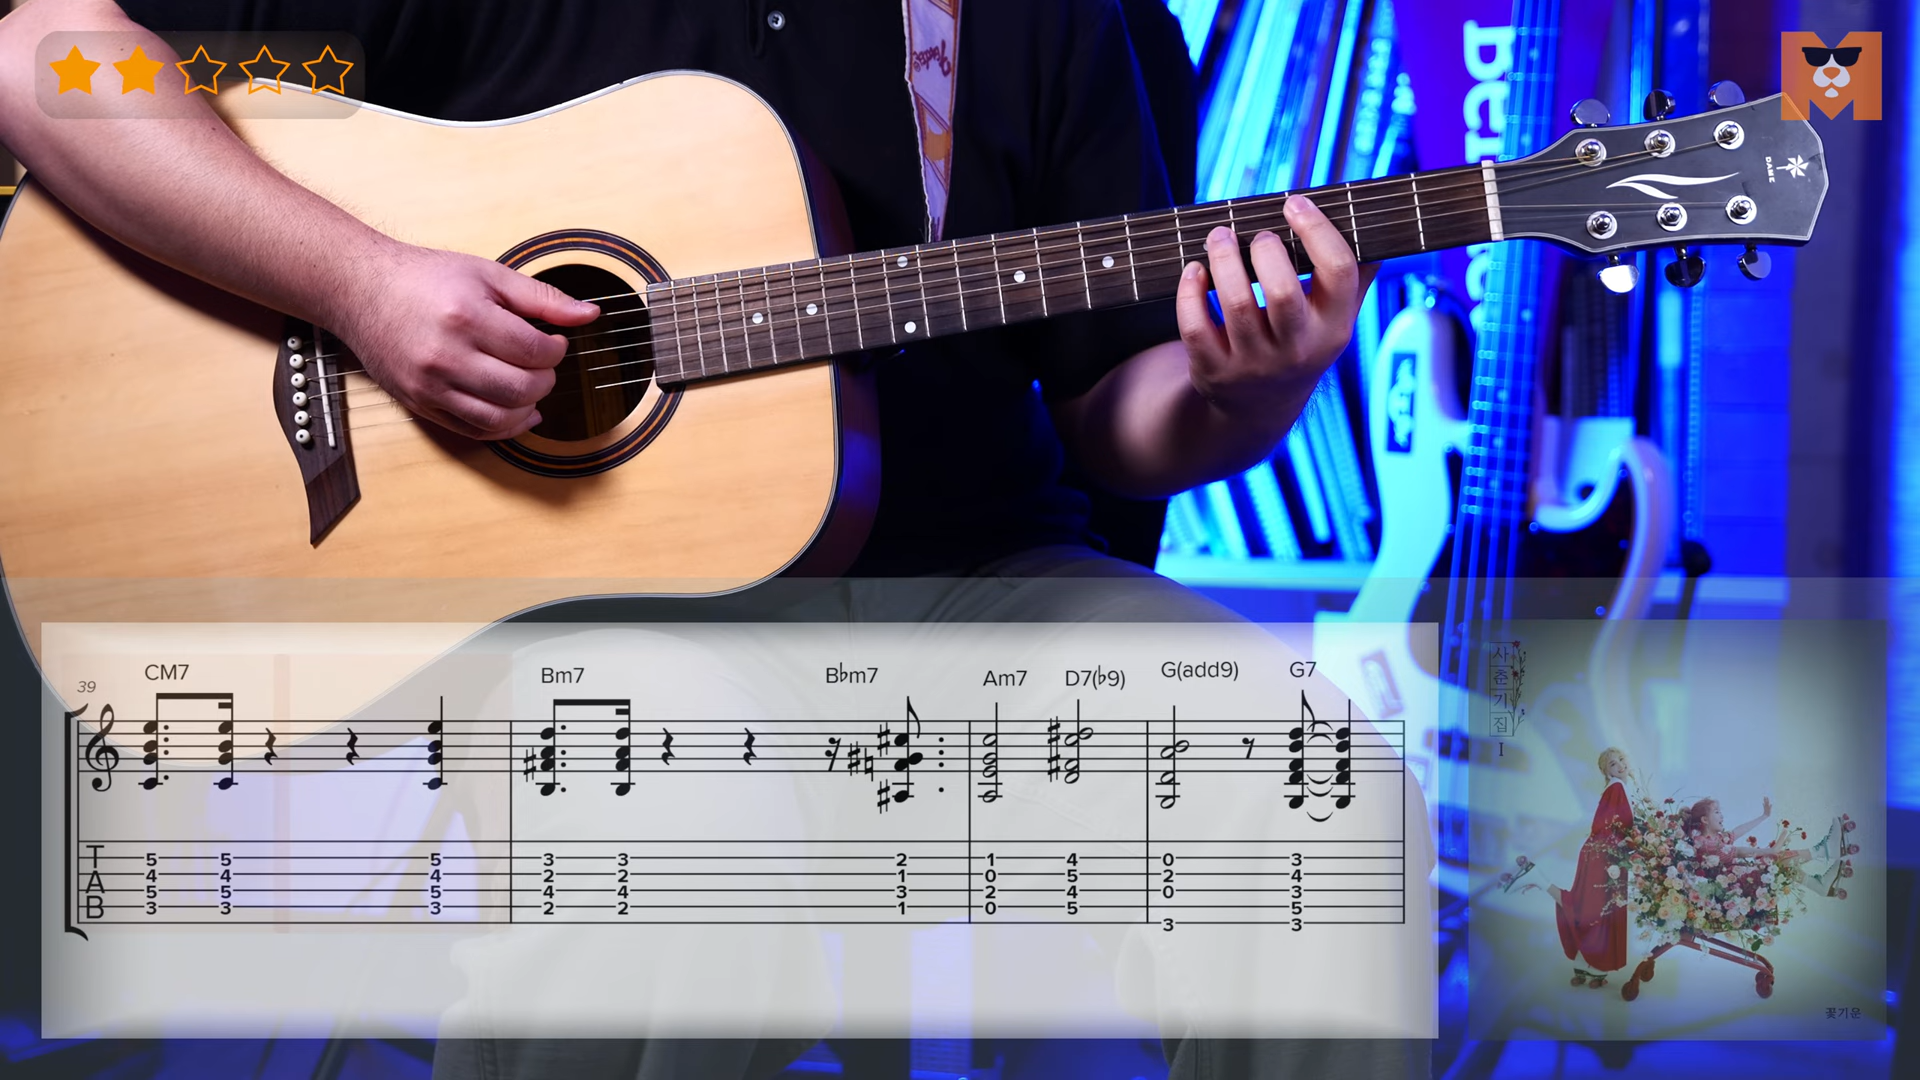 39
CM7
Bm7
B♭m7
Am7
D7(♭9)
G(add9)
G7
T
A
B
5 5 5 3 3 2 1 4 0 3
4 4 4 2 2 1 0 5 2 4
5 5 5 4 4 3 2 4 0 3
3 3 3 2 2 1 0 5 5
3 3
DAME
M
사춘기집
I
꽃기운